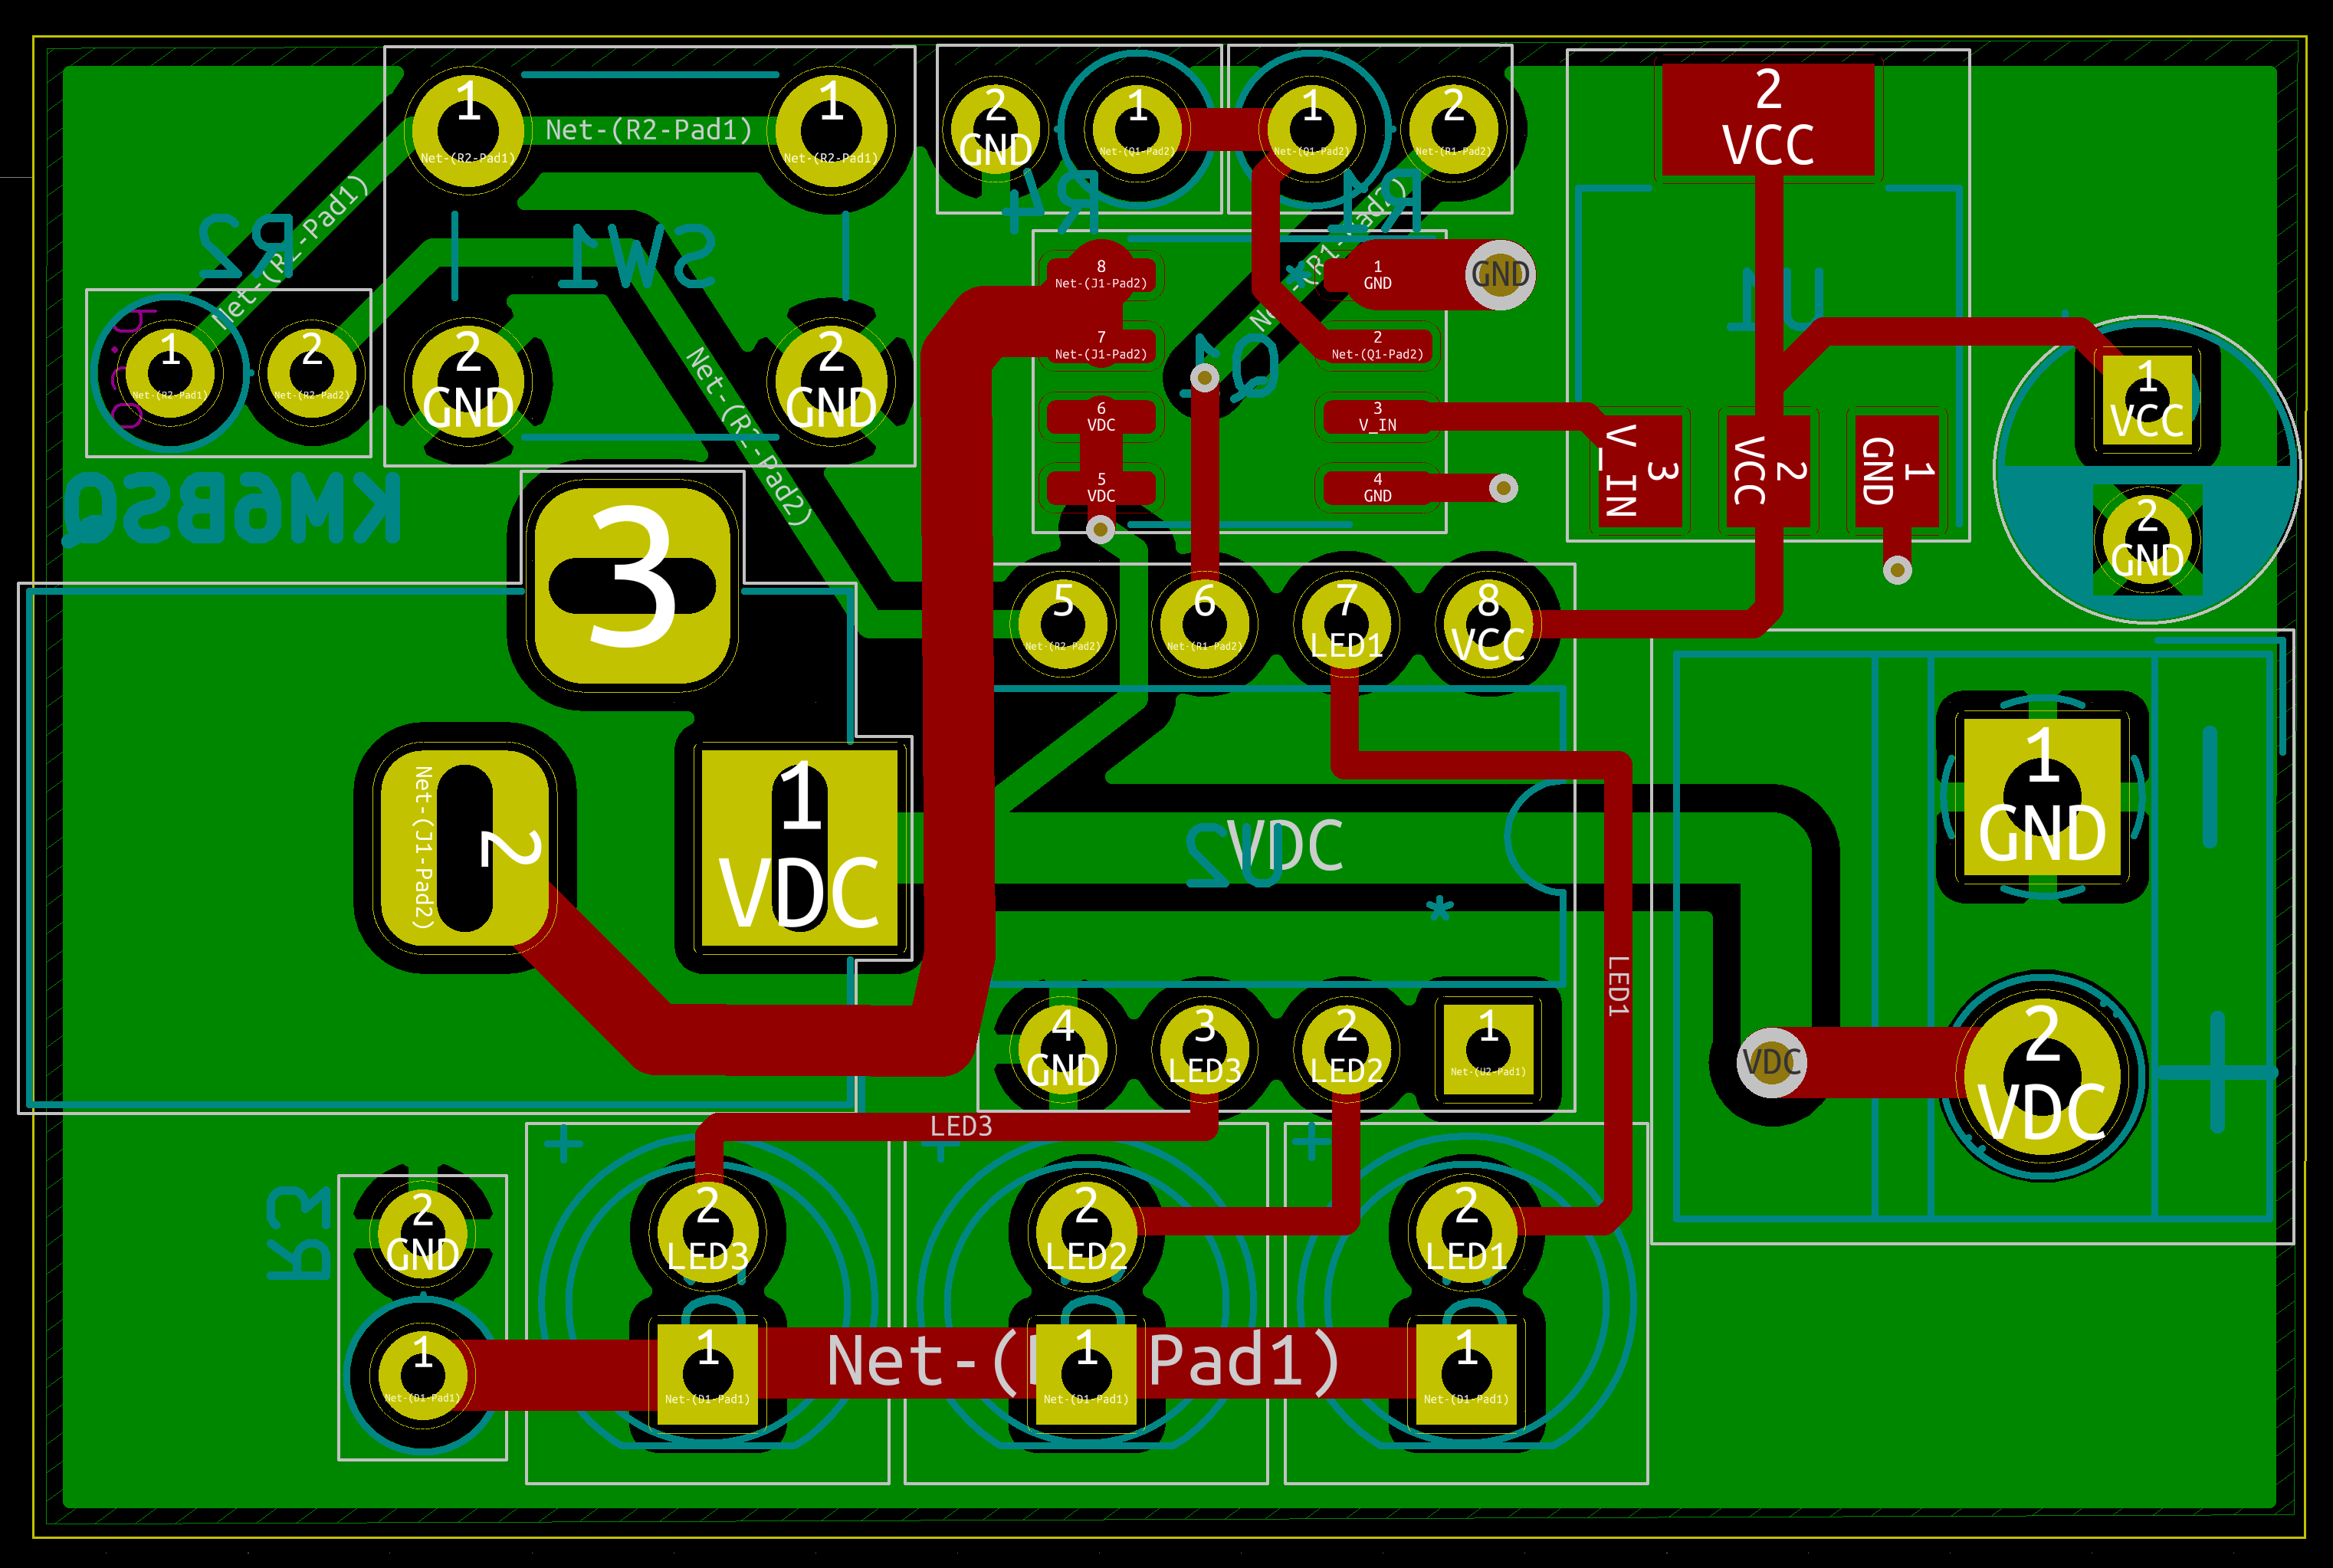 1
Net-(R2-Pad1)
Net-(R2-Pad1)
1
Net-(R2-Pad1)
2
GND
1
Net-(Q1-Pad2)
1
Net-(Q1-Pad2)
2
Net-(R1-Pad2)
2
VCC
R4
R1
Net-(R1-Pad2)
R2
Net-(R2-Pad1)
SW1
1
Net-(R2-Pad1)
2
Net-(R2-Pad2)
2
GND
2
GND
Net-(R2-Pad2)
8
Net-(J1-Pad2)
7
Net-(J1-Pad2)
6
VDC
5
VDC
*
1
GND
GND
2
Net-(Q1-Pad2)
3
V_IN
4
GND
Q1
U1
3
V_IN
2
VCC
1
GND
1
VCC
2
GND
KM6BSQ
3
5
Net-(R2-Pad2)
6
Net-(R1-Pad2)
7
LED1
8
VCC
2
Net-(J1-Pad2)
1
VDC
VDC
U2
*
1
GND
-
LED1
4
GND
3
LED3
2
LED2
1
Net-(U2-Pad1)
VDC
2
VDC
+
LED3
+
+
+
R3
2
GND
2
LED3
2
LED2
2
LED1
1
Net-(D1-Pad1)
1
Net-(D1-Pad1)
1
Net-(D1-Pad1)
1
Net-(D1-Pad1)